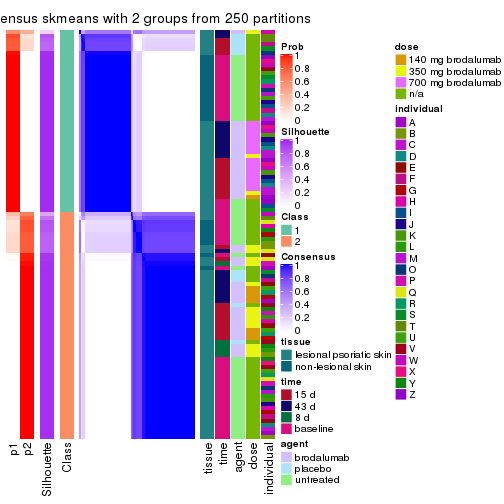 ensus skmeans with 2 groups from 250 partitions
p1
p2
Silhouette
Class
tissue
time
agent
dose
individual
Prob
1
0.8
0.6
0.4
0.2
0
Silhouette
1
0.8
0.6
0.4
0.2
0
Class
1
2
Consensus
1
0.8
0.6
0.4
0.2
0
tissue
lesional psoriatic skin
non-lesional skin
time
15 d
43 d
8 d
baseline
agent
brodalumab
placebo
untreated
dose
140 mg brodalumab
350 mg brodalumab
700 mg brodalumab
n/a
individual
A
B
C
D
E
F
G
H
I
J
K
L
M
O
P
Q
R
S
T
U
V
W
X
Y
Z